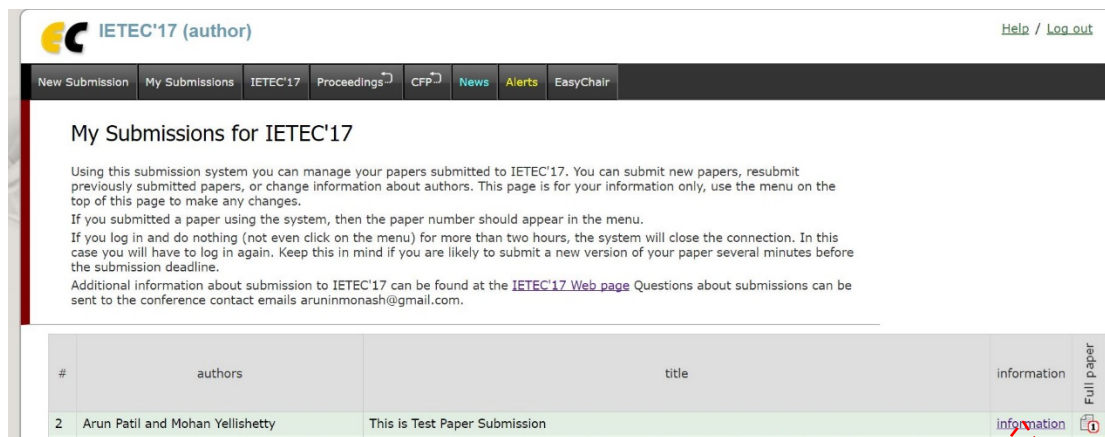 EC IETEC'17 (author)
Help / Log out
New Submission My Submissions IETEC'17 Proceedings CFP News Alerts EasyChair
My Submissions for IETEC'17
Using this submission system you can manage your papers submitted to IETEC'17. You can submit new papers, resubmit
previously submitted papers, or change information about authors. This page is for your information only, use the menu on the
top of this page to make any changes.
If you submitted a paper using the system, then the paper number should appear in the menu.
If you log in and do nothing (not even click on the menu) for more than two hours, the system will close the connection. In this
case you will have to log in again. Keep this in mind if you are likely to submit a new version of your paper several minutes before
the submission deadline.
Additional information about submission to IETEC'17 can be found at the IETEC'17 Web page Questions about submissions can be
sent to the conference contact emails aruninmonash@gmail.com.
# authors title information Full paper
2 Arun Patil and Mohan Yellishetty This is Test Paper Submission information 1